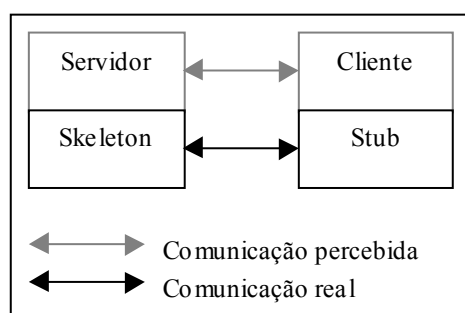 Servidor Cliente
Skeleton Stub
Comunicação percebida
Comunicação real